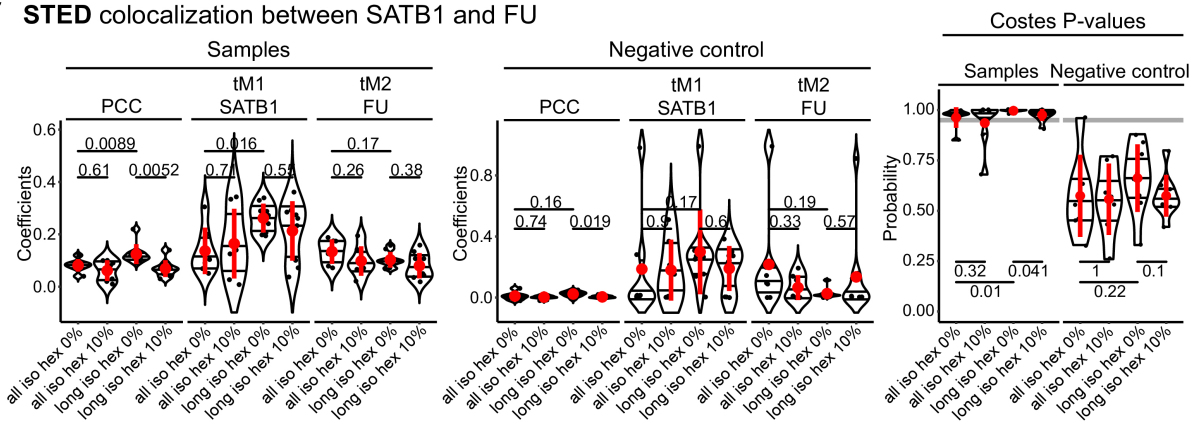 STED colocalization between SATB1 and FU
Samples
PCC
tM1
SATB1
tM2
FU
Coefficients
0.6
0.4
0.2
0.0
0.0089
0.61
0.0052
0.016
0.71
0.55
0.17
0.26
0.38
all iso hex 0%
all iso hex 10%
long iso hex 0%
long iso hex 10%
all iso hex 0%
all iso hex 10%
long iso hex 0%
long iso hex 10%
all iso hex 0%
all iso hex 10%
long iso hex 0%
long iso hex 10%
Negative control
PCC
tM1
SATB1
tM2
FU
Coefficients
0.8
0.4
0.0
0.16
0.74
0.019
0.17
0.9
0.6
0.19
0.33
0.57
all iso hex 0%
all iso hex 10%
long iso hex 0%
long iso hex 10%
all iso hex 0%
all iso hex 10%
long iso hex 0%
long iso hex 10%
all iso hex 0%
all iso hex 10%
long iso hex 0%
long iso hex 10%
Costes P-values
Samples
Negative control
Probability
1.00
0.75
0.50
0.25
0.00
0.32
0.041
0.01
1
0.1
0.22
all iso hex 0%
all iso hex 10%
long iso hex 0%
long iso hex 10%
all iso hex 0%
all iso hex 10%
long iso hex 0%
long iso hex 10%